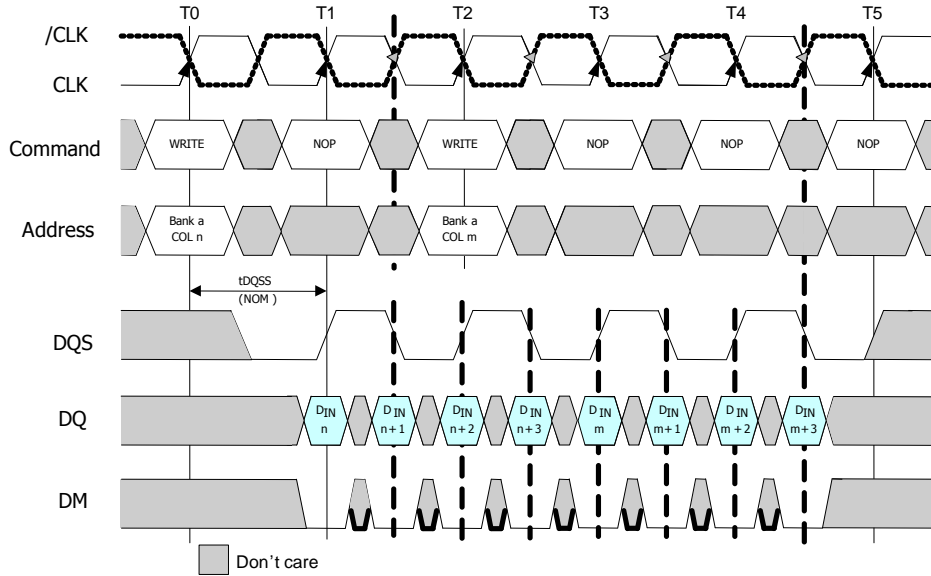 T0 T1 T2 T3 T4 T5
/CLK
CLK
Command WRITE NOP WRITE NOP NOP NOP
Address Bank a COL n Bank a COL m
tDQSS
(NOM )
DQS
DQ DIN n DIN n+1 DIN n+2 DIN n+3 DIN m DIN m+1 DIN m+2 DIN m+3
DM
Don't care